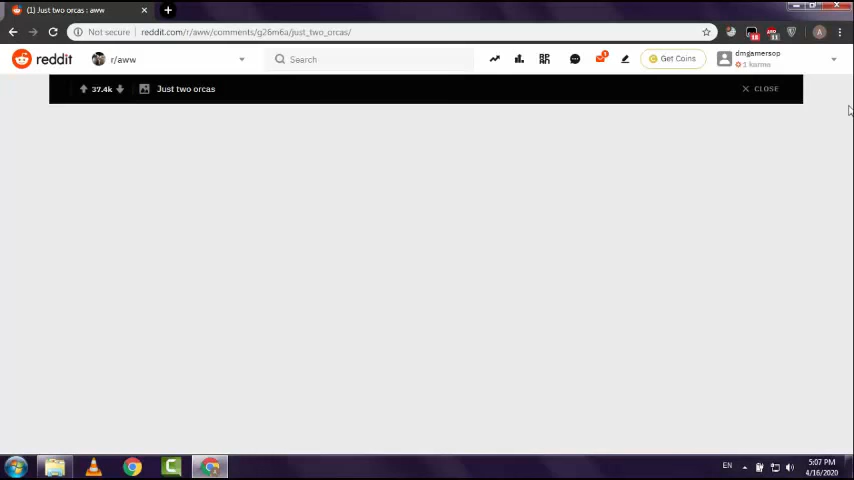 (1) Just two orcas : aww
Not secure reddit.com/r/aww/comments/g26m6a/just_two_orcas/
reddit r/aww Search Get Coins dmgamersop
1 karma
37.4k Just two orcas CLOSE
EN 5:07 PM
4/16/2020